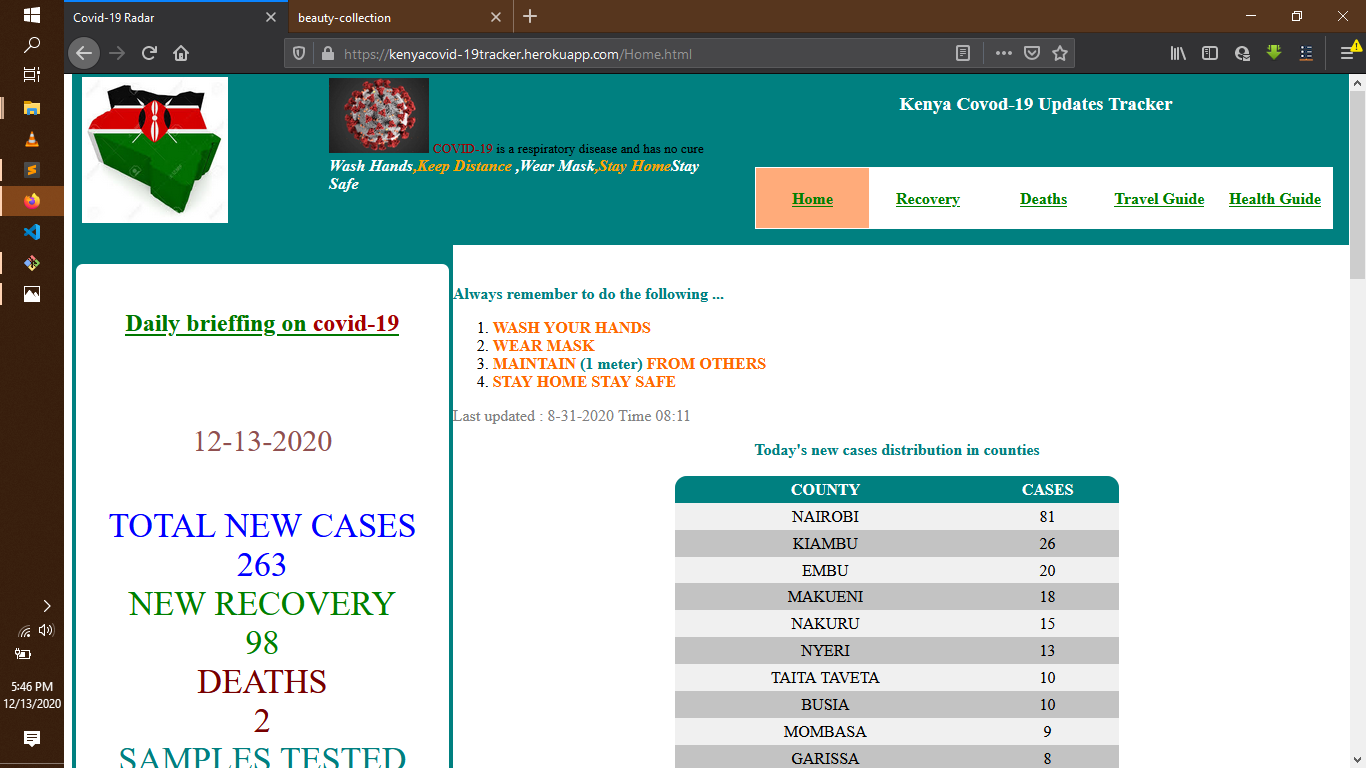 Covid-19 Radar
beauty-collection
https://kenyacovid-19tracker.herokuapp.com/Home.html
Kenya Covod-19 Updates Tracker
COVID-19 is a respiratory disease and has no cure
Wash Hands,Keep Distance ,Wear Mask,Stay HomeStay
Safe
Home Recovery Deaths Travel Guide Health Guide
Daily brieffing on covid-19
12-13-2020
TOTAL NEW CASES
263
NEW RECOVERY
98
DEATHS
2
SAMPLES TESTED
Always remember to do the following ...
1. WASH YOUR HANDS
2. WEAR MASK
3. MAINTAIN (1 meter) FROM OTHERS
4. STAY HOME STAY SAFE
Last updated : 8-31-2020 Time 08:11
Today's new cases distribution in counties
COUNTY CASES
NAIROBI 81
KIAMBU 26
EMBU 20
MAKUENI 18
NAKURU 15
NYERI 13
TAITA TAVETA 10
BUSIA 10
MOMBASA 9
GARISSA 8
5:46 PM
12/13/2020